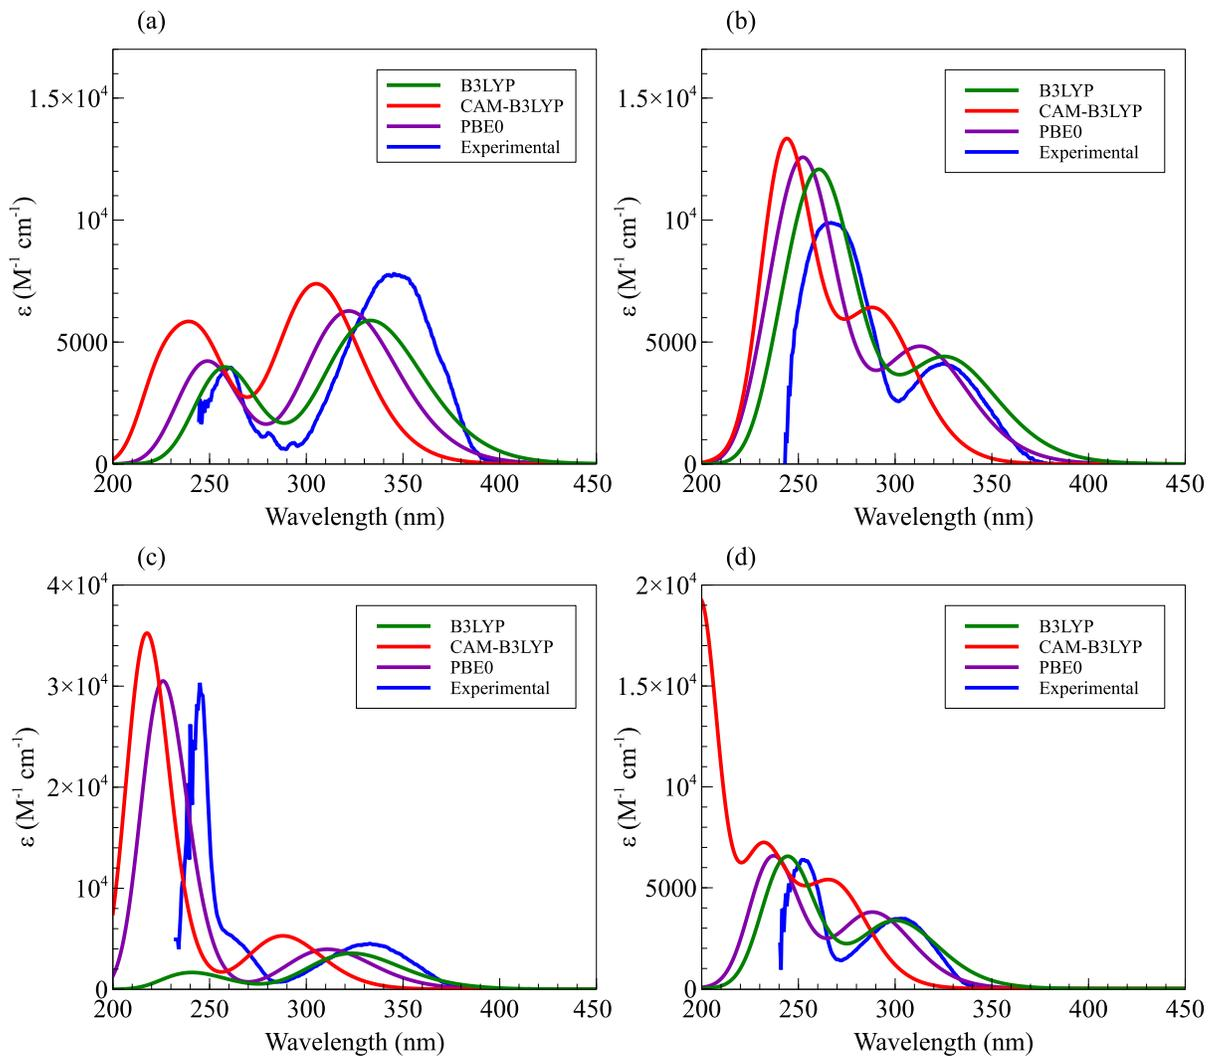 (a)
1.5×10⁴
10⁴
5000
0
ε (M⁻¹ cm⁻¹)
B3LYP
CAM-B3LYP
PBE0
Experimental
200 250 300 350 400 450
Wavelength (nm)
(b)
1.5×10⁴
10⁴
5000
0
ε (M⁻¹ cm⁻¹)
B3LYP
CAM-B3LYP
PBE0
Experimental
200 250 300 350 400 450
Wavelength (nm)
(c)
4×10⁴
3×10⁴
2×10⁴
10⁴
0
ε (M⁻¹ cm⁻¹)
B3LYP
CAM-B3LYP
PBE0
Experimental
200 250 300 350 400 450
Wavelength (nm)
(d)
2×10⁴
1.5×10⁴
10⁴
5000
0
ε (M⁻¹ cm⁻¹)
B3LYP
CAM-B3LYP
PBE0
Experimental
200 250 300 350 400 450
Wavelength (nm)